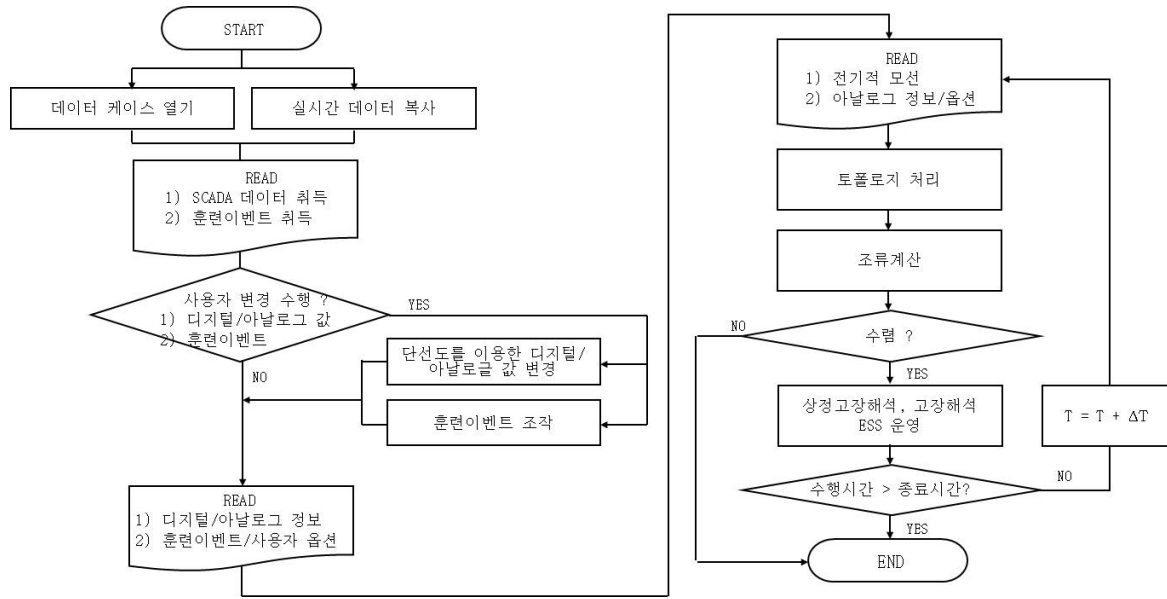 START
데이터 케이스 열기
실시간 데이터 복사
READ
1) SCADA 데이터 취득
2) 훈련이벤트 취득
사용자 변경 수행 ?
1) 디지털/아날로그 값
2) 훈련이벤트
YES
NO
단선도를 이용한 디지털/
아날로글 값 변경
훈련이벤트 조작
READ
1) 디지털/아날로그 정보
2) 훈련이벤트/사용자 옵션
READ
1) 전기적 모선
2) 아날로그 정보/옵션
토폴로지 처리
조류계산
수렴 ?
NO
YES
상정고장해석, 고장해석
ESS 운영
T = T + ΔT
수행시간 > 종료시간?
NO
YES
END